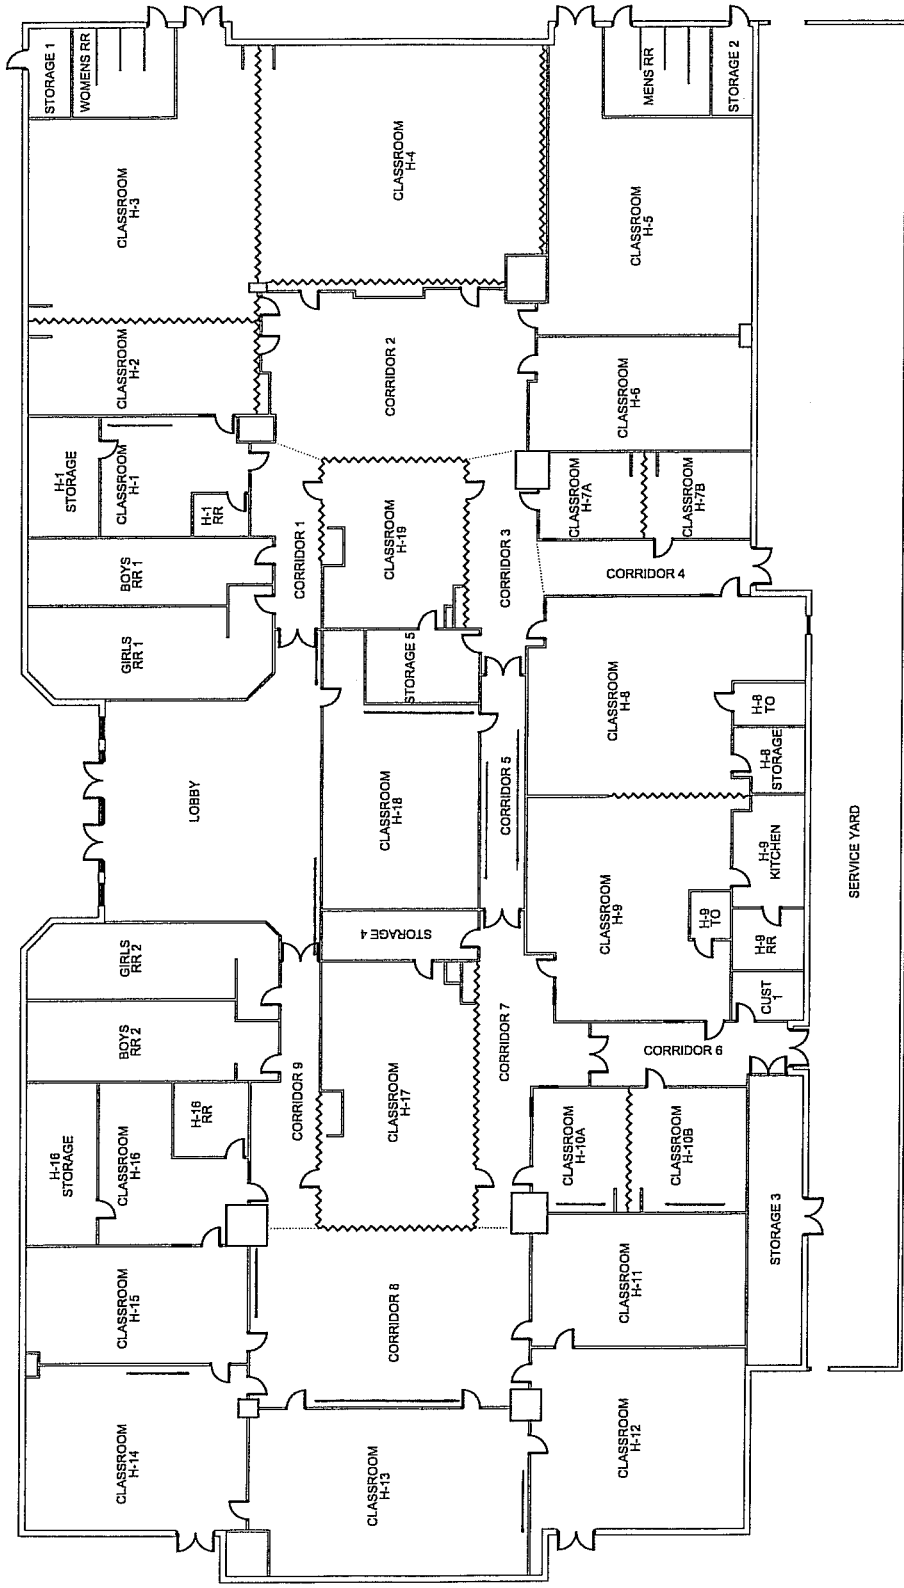 STORAGE 1
WOMENS RR
CLASSROOM
H-3
CLASSROOM
H-4
MENS RR
STORAGE 2
CLASSROOM
H-5
CLASSROOM
H-2
CORRIDOR 2
CLASSROOM
H-6
H-1
STORAGE
CLASSROOM
H-1
H-1
RR
CLASSROOM
H-7A
CLASSROOM
H-7B
BOYS
RR 1
CORRIDOR 1
CLASSROOM
H-19
CORRIDOR 3
CORRIDOR 4
GIRLS
RR 1
STORAGE 5
CLASSROOM
H-8
H-8
TO
H-8
STORAGE
LOBBY
CLASSROOM
H-18
CORRIDOR 5
H-9
KITCHEN
SERVICE YARD
CLASSROOM
H-9
H-9
TO
H-9
RR
CUST
1
STORAGE 4
GIRLS
RR 2
BOYS
RR 2
CORRIDOR 9
CLASSROOM
H-17
CORRIDOR 7
CORRIDOR 6
H-16
STORAGE
CLASSROOM
H-16
H-16
RR
CLASSROOM
H-10A
CLASSROOM
H-10B
STORAGE 3
CLASSROOM
H-15
CORRIDOR 8
CLASSROOM
H-11
CLASSROOM
H-14
CLASSROOM
H-13
CLASSROOM
H-12